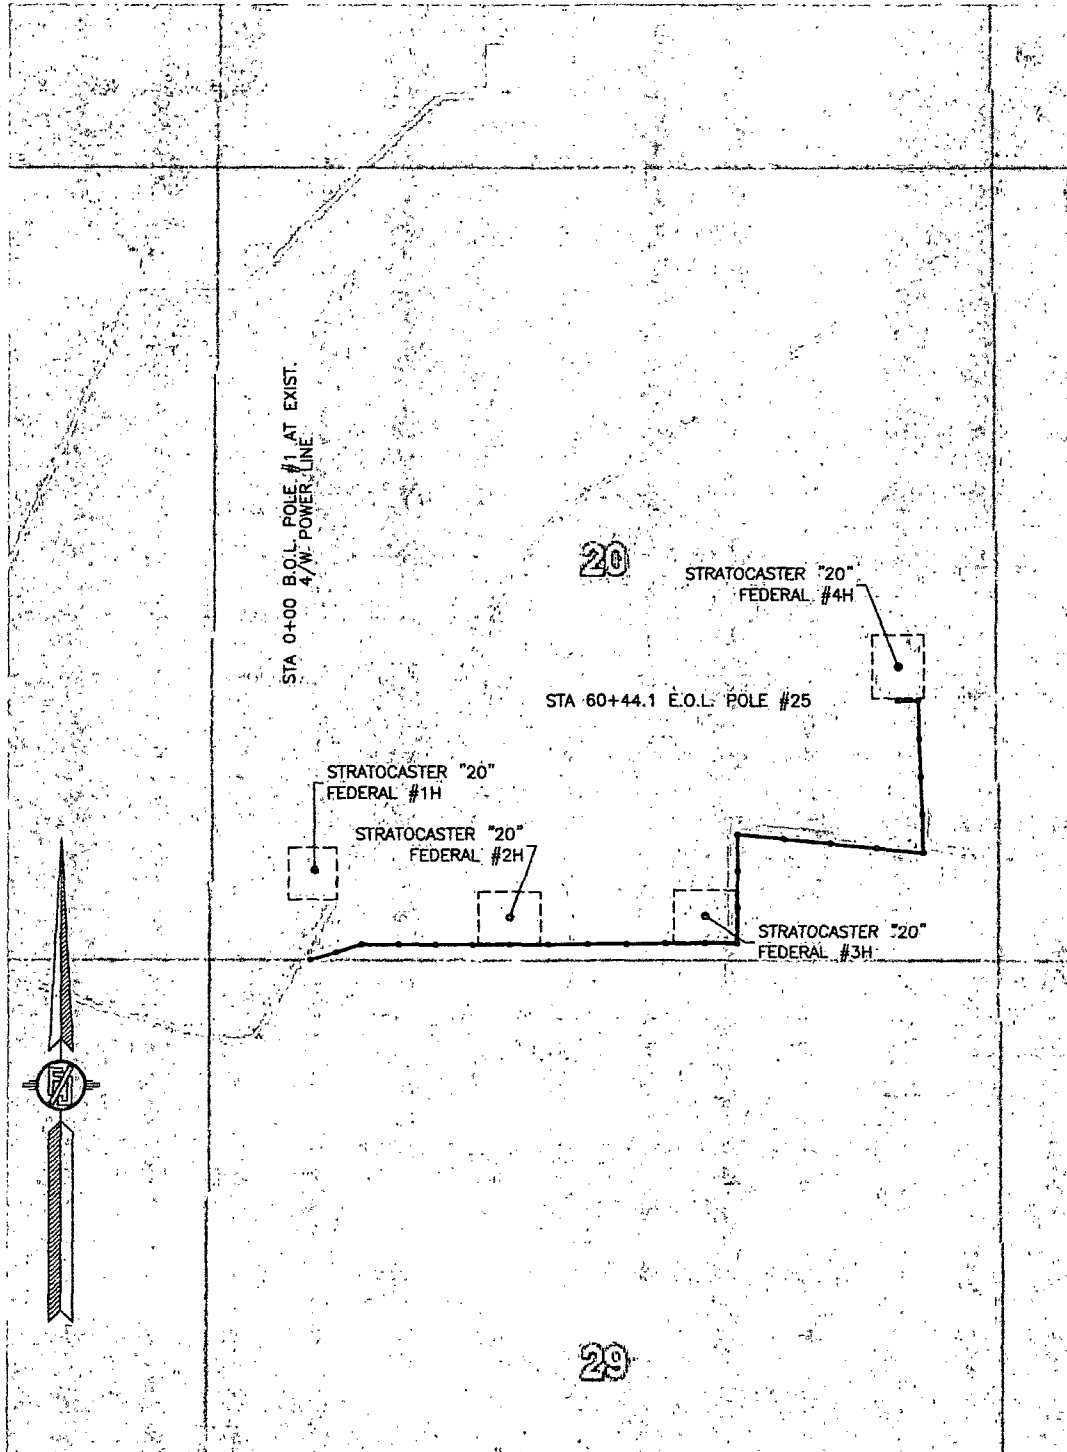 STA 0+00 B.O.L. POLE #1 AT EXIST.
4/W POWER LINE
20
STRATOCASTER "20"
FEDERAL #4H
STA 60+44.1 E.O.L. POLE #25
STRATOCASTER "20"
FEDERAL #1H
STRATOCASTER "20"
FEDERAL #2H
STRATOCASTER "20"
FEDERAL #3H
29